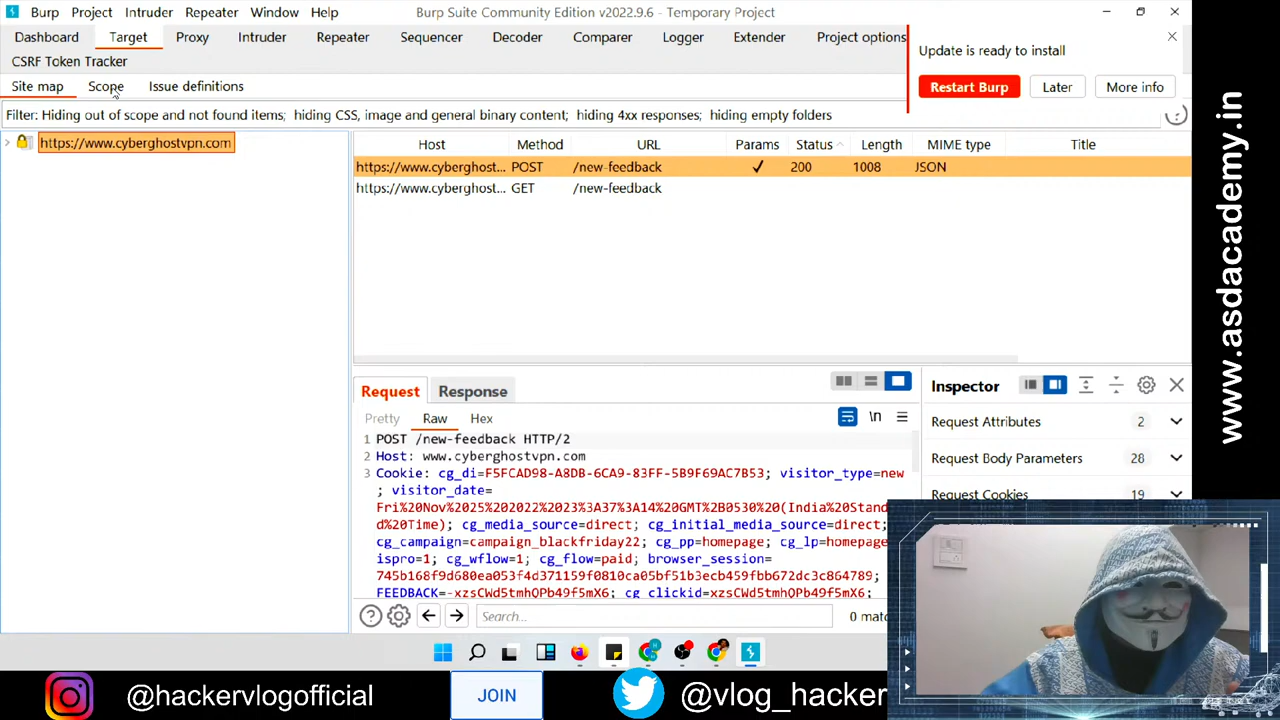 Burp Project Intruder Repeater Window Help Burp Suite Community Edition v2022.9.6 - Temporary Project
Dashboard Target Proxy Intruder Repeater Sequencer Decoder Comparer Logger Extender Project options
CSRF Token Tracker
Update is ready to install
Restart Burp Later More info
Site map Scope Issue definitions
Filter: Hiding out of scope and not found items; hiding CSS, image and general binary content; hiding 4xx responses; hiding empty folders
https://www.cyberghostvpn.com
Host Method URL Params Status Length MIME type Title
https://www.cyberghost... POST /new-feedback ✓ 200 1008 JSON
https://www.cyberghost... GET /new-feedback
Request Response
Pretty Raw Hex \n
1 POST /new-feedback HTTP/2
2 Host: www.cyberghostvpn.com
3 Cookie: cg_di=F5FCAD98-A8DB-6CA9-83FF-5B9F69AC7B53; visitor_type=new
; visitor_date=
Fri%20Nov%2025%202022%2023%3A37%3A14%20GMT%2B0530%20(India%20Stan
d%20Time); cg_media_source=direct; cg_initial_media_source=direct;
cg_campaign=campaign_blackfriday22; cg_pp=homepage; cg_lp=homepage
ispro=1; cg_wflow=1; cg_flow=paid; browser_session=
745b168f9d680ea053f4d371159f0810ca05bf51b3ecb459fbb672dc3c864789;
FEEDBACK=-xzsCWd5tmhQPb49f5mX6; cg_clickid=xzsCWd5tmhQPb49f5mX6;
Search... 0 matc
Inspector
Request Attributes 2
Request Body Parameters 28
Request Cookies 19
www.asdacademy.in
@hackervlogofficial JOIN @vlog_hacker